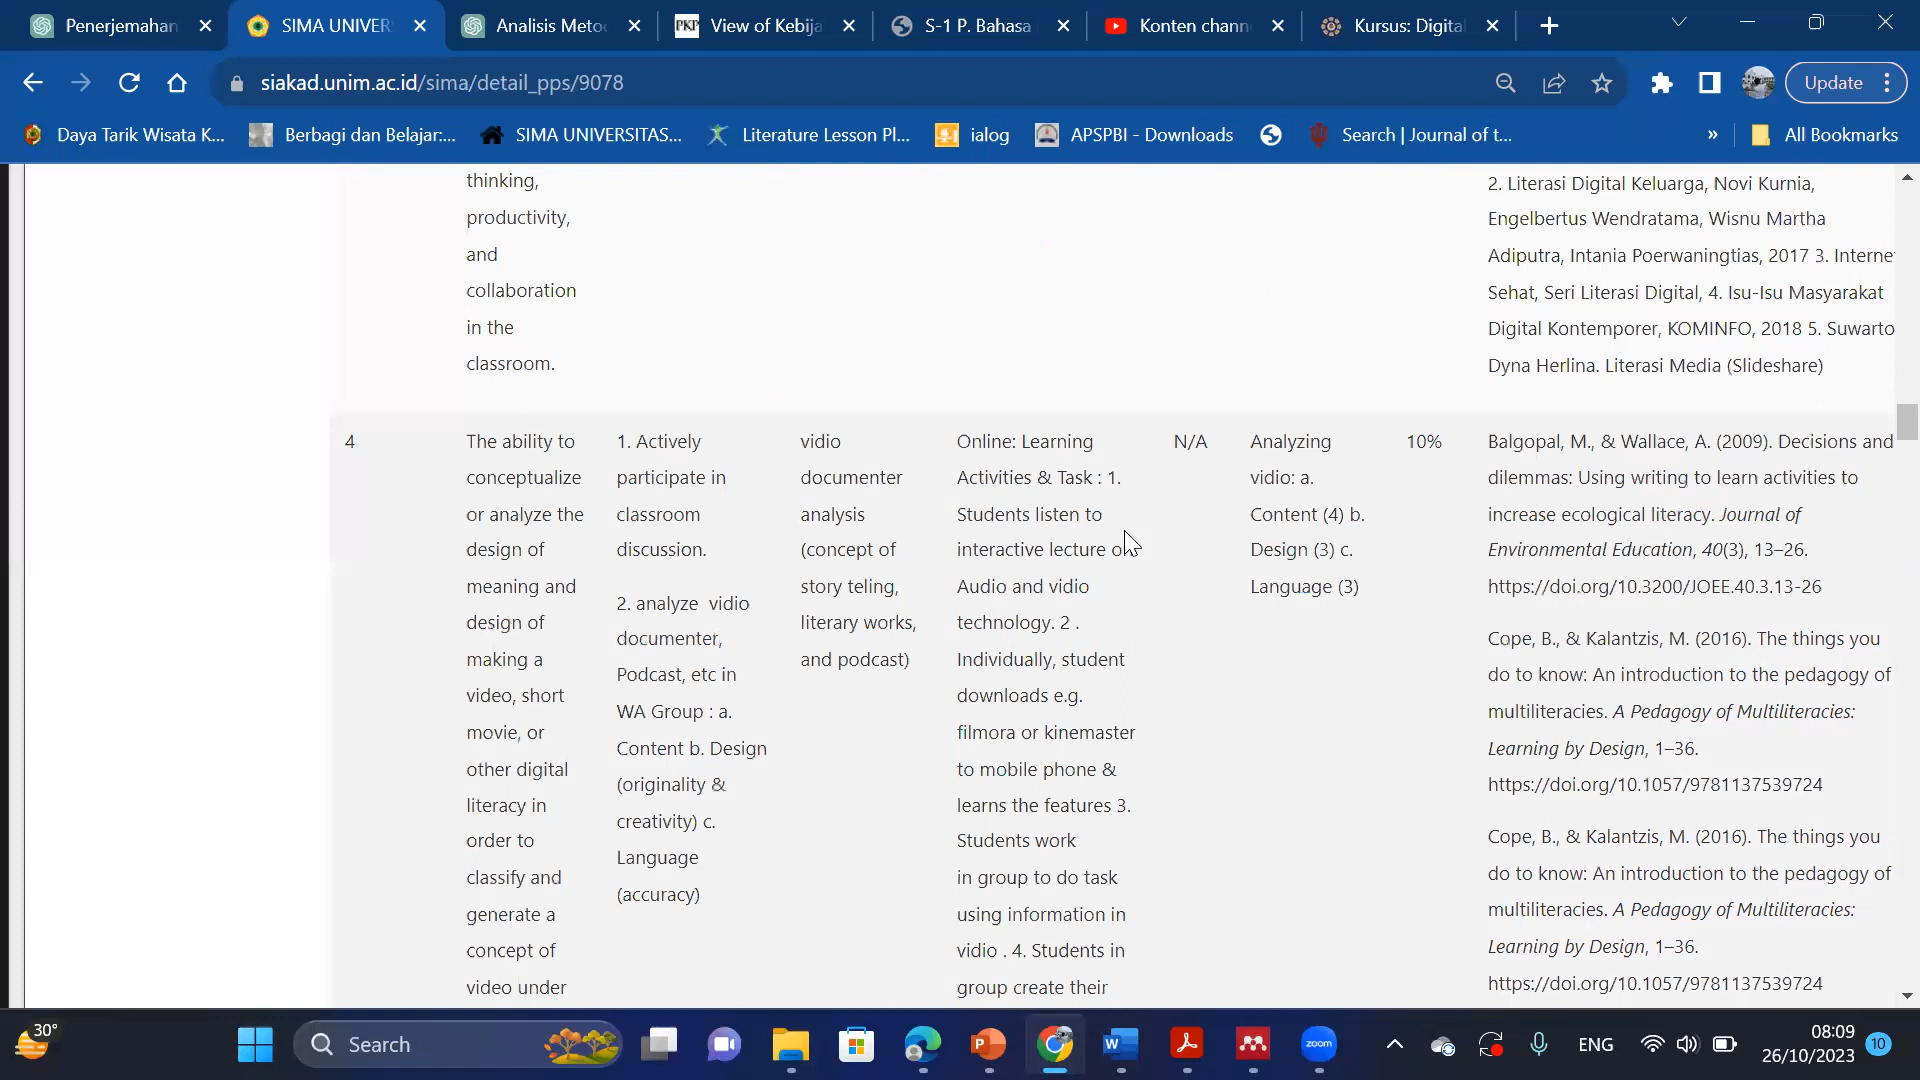 Penerjemahan
SIMA UNIVER
Analisis Meto
PKP View of Kebija
S-1 P. Bahasa
Konten chann
Kursus: Digital
siakad.unim.ac.id/sima/detail_pps/9078
Update
Daya Tarik Wisata K...
Berbagi dan Belajar:...
SIMA UNIVERSITAS...
Literature Lesson Pl...
ialog
APSPBI - Downloads
Search | Journal of t...
»
All Bookmarks
thinking,
productivity,
and
collaboration
in the
classroom.
2. Literasi Digital Keluarga, Novi Kurnia,
Engelbertus Wendratama, Wisnu Martha
Adiputra, Intania Poerwaningtias, 2017 3. Interne
Sehat, Seri Literasi Digital, 4. Isu-Isu Masyarakat
Digital Kontemporer, KOMINFO, 2018 5. Suwarto
Dyna Herlina. Literasi Media (Slideshare)
4
The ability to
conceptualize
or analyze the
design of
meaning and
design of
making a
video, short
movie, or
other digital
literacy in
order to
classify and
generate a
concept of
video under
1. Actively
participate in
classroom
discussion.
2. analyze vidio
documenter,
Podcast, etc in
WA Group : a.
Content b. Design
(originality &
creativity) c.
Language
(accuracy)
vidio
documenter
analysis
(concept of
story teling,
literary works,
and podcast)
Online: Learning
Activities & Task : 1.
Students listen to
interactive lecture o
Audio and vidio
technology. 2 .
Individually, student
downloads e.g.
filmora or kinemaster
to mobile phone &
learns the features 3.
Students work
in group to do task
using information in
vidio . 4. Students in
group create their
N/A
Analyzing
vidio: a.
Content (4) b.
Design (3) c.
Language (3)
10%
Balgopal, M., & Wallace, A. (2009). Decisions and
dilemmas: Using writing to learn activities to
increase ecological literacy. Journal of
Environmental Education, 40(3), 13–26.
https://doi.org/10.3200/JOEE.40.3.13-26
Cope, B., & Kalantzis, M. (2016). The things you
do to know: An introduction to the pedagogy of
multiliteracies. A Pedagogy of Multiliteracies:
Learning by Design, 1–36.
https://doi.org/10.1057/9781137539724
Cope, B., & Kalantzis, M. (2016). The things you
do to know: An introduction to the pedagogy of
multiliteracies. A Pedagogy of Multiliteracies:
Learning by Design, 1–36.
https://doi.org/10.1057/9781137539724
30°
Search
P
W
zoom
ENG
08:09
26/10/2023
10